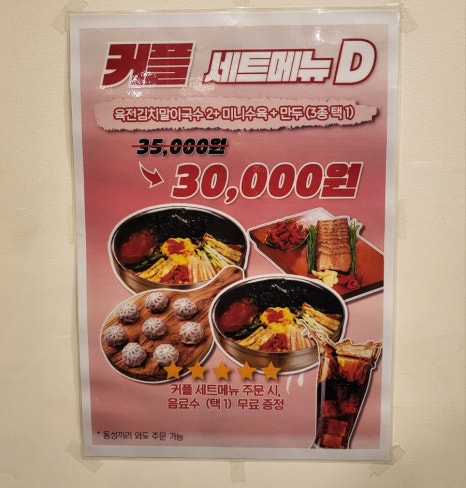 커플 세트메뉴 D
육전김치말이국수 2+ 미니수육 + 만두 (3종 택 1)
35,000원
30,000원
커플 세트메뉴 주문 시,
음료수 (택 1) 무료 증정
* 동성끼리 와도 주문 가능